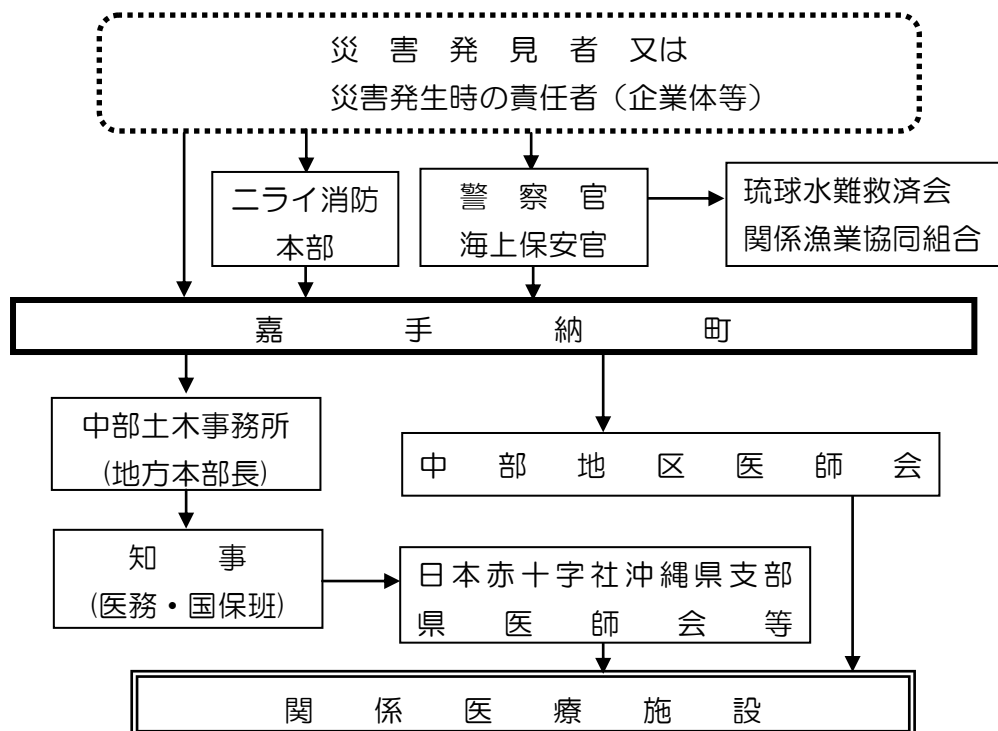 災害発見者又は
災害発生時の責任者（企業体等）
ニライ消防
本部
警察官
海上保安官
琉球水難救済会
関係漁業協同組合
嘉手納町
中部土木事務所
(地方本部長)
中部地区医師会
知事
(医務・国保班)
日本赤十字社沖縄県支部
県医師会等
関係医療施設